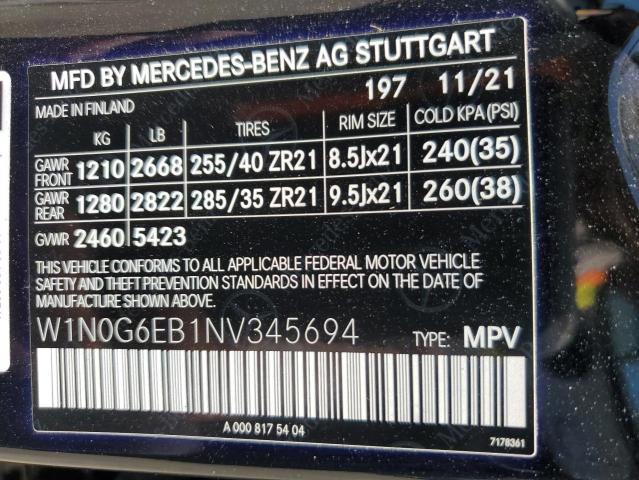 MFD BY MERCEDES-BENZ AG STUTTGART
197 11/21
MADE IN FINLAND
KG LB TIRES RIM SIZE COLD KPA (PSI)
GAWR FRONT 1210 2668 255/40 ZR21 8.5Jx21 240(35)
GAWR REAR 1280 2822 285/35 ZR21 9.5Jx21 260(38)
GVWR 2460 5423
THIS VEHICLE CONFORMS TO ALL APPLICABLE FEDERAL MOTOR VEHICLE
SAFETY AND THEFT PREVENTION STANDARDS IN EFFECT ON THE DATE OF
MANUFACTURE SHOWN ABOVE.
W1N0G6EB1NV345694 TYPE: MPV
A 000 817 54 04
7178361